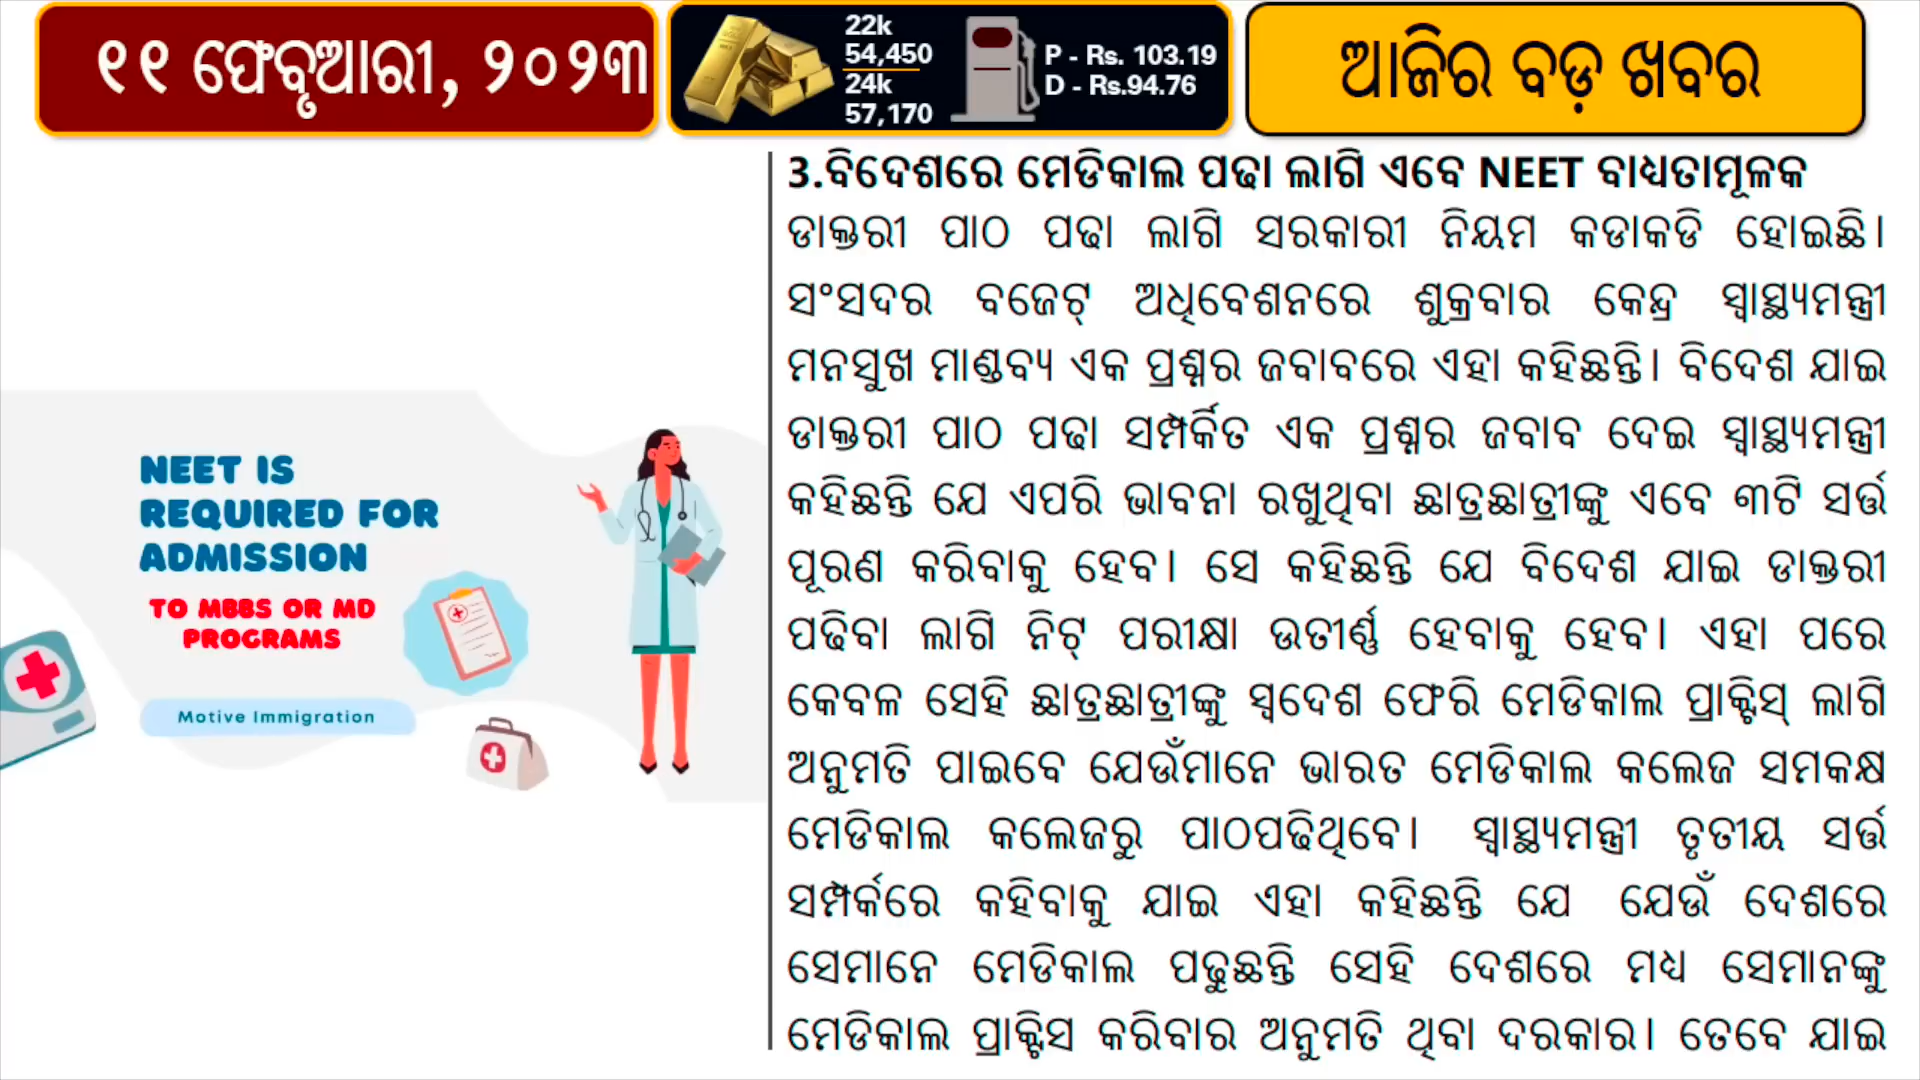 ୧୧ ଫେବୃଆରୀ, ୨୦୨୩
22k
54,450
24k
57,170
P - Rs. 103.19
D - Rs.94.76
ଆଜିର ବଡ଼ ଖବର
3.ବିଦେଶରେ ମେଡିକାଲ ପଢା ଲାଗି ଏବେ NEET ବାଧ୍ୟତାମୂଳକ
ଡାକ୍ତରୀ ପାଠ ପଢା ଲାଗି ସରକାରୀ ନିୟମ କଡାକଡି ହୋଇଛି।
ସଂସଦର ବଜେଟ୍ ଅଧିବେଶନରେ ଶୁକ୍ରବାର କେନ୍ଦ୍ର ସ୍ୱାସ୍ଥ୍ୟମନ୍ତ୍ରୀ
ମନସୁଖ ମାଣ୍ଡବ୍ୟ ଏକ ପ୍ରଶ୍ନର ଜବାବରେ ଏହା କହିଛନ୍ତି। ବିଦେଶ ଯାଇ
ଡାକ୍ତରୀ ପାଠ ପଢା ସମ୍ପର୍କିତ ଏକ ପ୍ରଶ୍ନର ଜବାବ ଦେଇ ସ୍ୱାସ୍ଥ୍ୟମନ୍ତ୍ରୀ
କହିଛନ୍ତି ଯେ ଏପରି ଭାବନା ରଖୁଥିବା ଛାତ୍ରଛାତ୍ରୀଙ୍କୁ ଏବେ ୩ଟି ସର୍ତ୍ତ
ପୂରଣ କରିବାକୁ ହେବ। ସେ କହିଛନ୍ତି ଯେ ବିଦେଶ ଯାଇ ଡାକ୍ତରୀ
ପଢିବା ଲାଗି ନିଟ୍ ପରୀକ୍ଷା ଉତୀର୍ଣ୍ଣ ହେବାକୁ ହେବ। ଏହା ପରେ
କେବଳ ସେହି ଛାତ୍ରଛାତ୍ରୀଙ୍କୁ ସ୍ୱଦେଶ ଫେରି ମେଡିକାଲ ପ୍ରାକ୍ଟିସ୍ ଲାଗି
ଅନୁମତି ପାଇବେ ଯେଉଁମାନେ ଭାରତ ମେଡିକାଲ କଲେଜ ସମକକ୍ଷ
ମେଡିକାଲ କଲେଜରୁ ପାଠପଢିଥିବେ। ସ୍ୱାସ୍ଥ୍ୟମନ୍ତ୍ରୀ ତୃତୀୟ ସର୍ତ୍ତ
ସମ୍ପର୍କରେ କହିବାକୁ ଯାଇ ଏହା କହିଛନ୍ତି ଯେ ଯେଉଁ ଦେଶରେ
ସେମାନେ ମେଡିକାଲ ପଢୁଛନ୍ତି ସେହି ଦେଶରେ ମଧ୍ୟ ସେମାନଙ୍କୁ
ମେଡିକାଲ ପ୍ରାକ୍ଟିସ କରିବାର ଅନୁମତି ଥିବା ଦରକାର। ତେବେ ଯାଇ
NEET IS
REQUIRED FOR
ADMISSION
TO MBBS OR MD
PROGRAMS
Motive Immigration